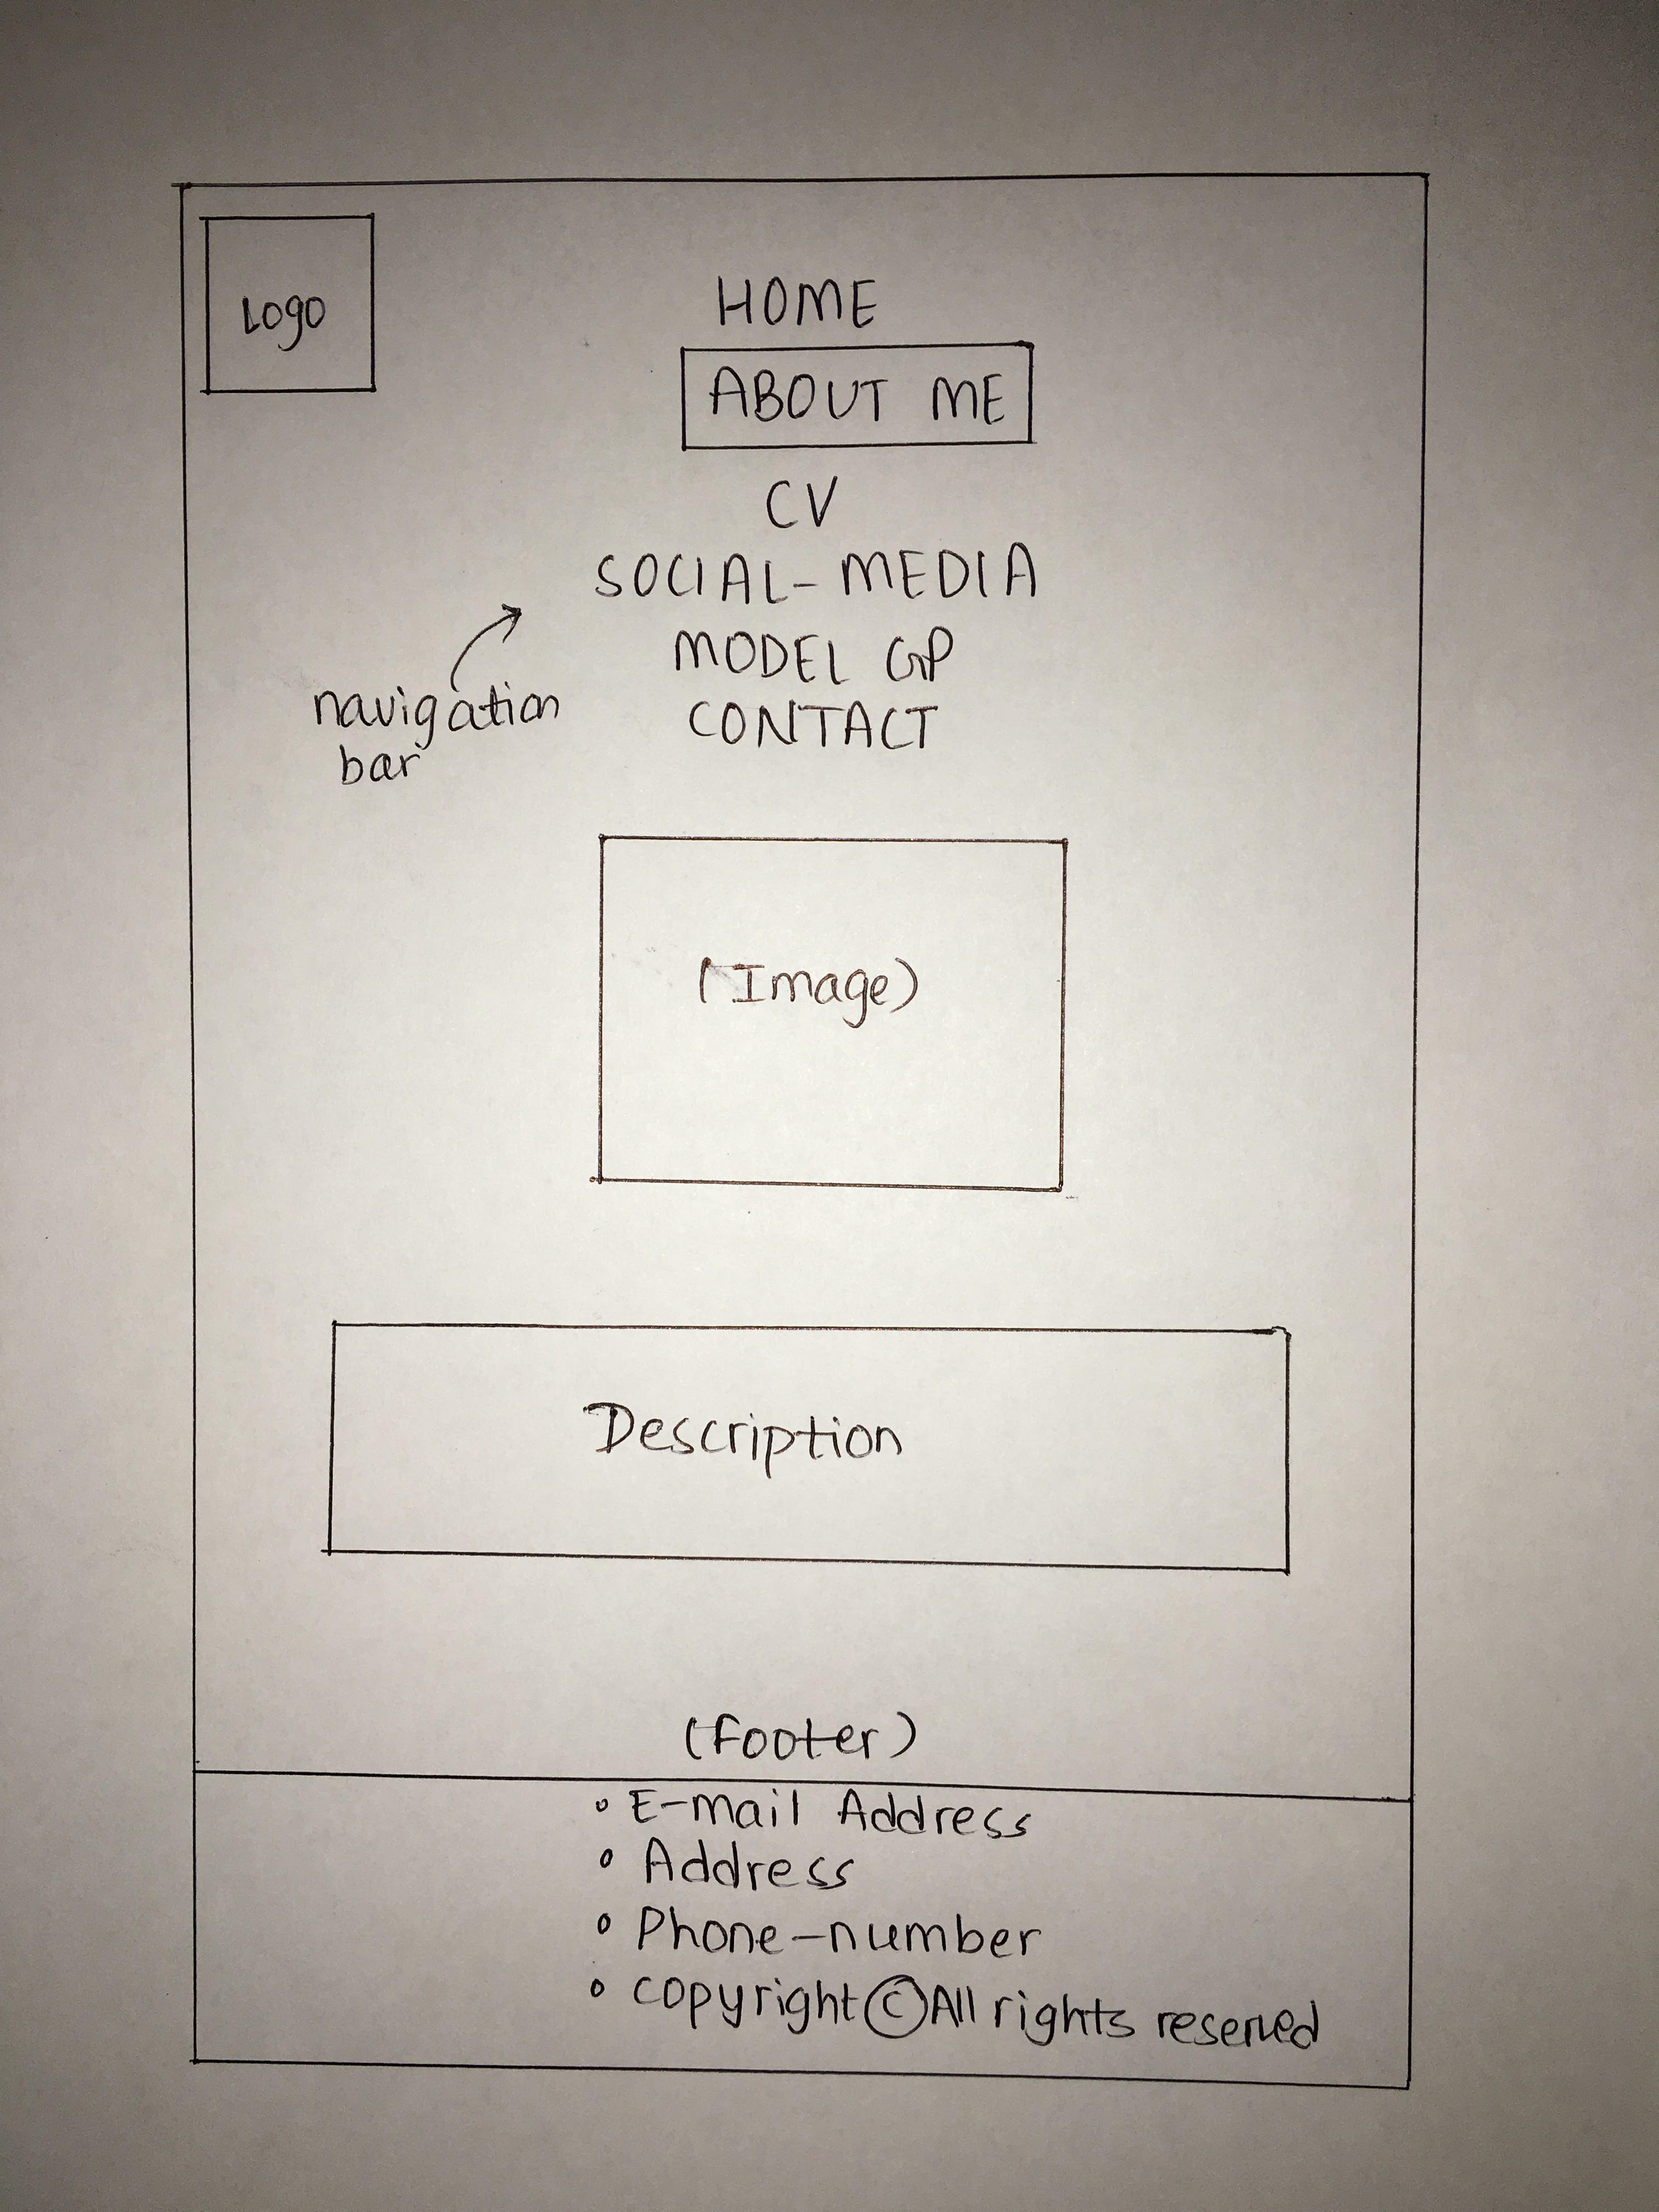 Logo
HOME
ABOUT ME
CV
SOCIAL-MEDIA
MODEL GP
CONTACT
navigation
bar
(Image)
Description
(footer)
• E-mail Address
• Address
• Phone-number
• copyright © All rights reserved